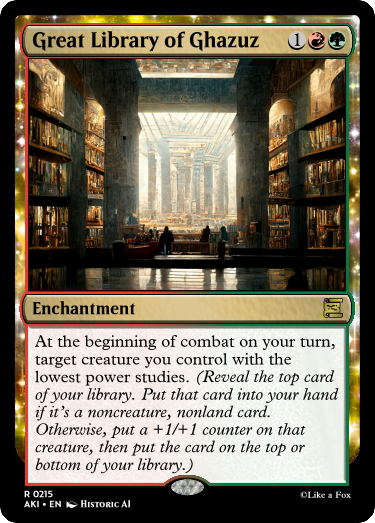 Great Library of Ghazuz 1
Enchantment
At the beginning of combat on your turn,
target creature you control with the
lowest power studies. (Reveal the top card
of your library. Put that card into your hand
if it's a noncreature, nonland card.
Otherwise, put a +1/+1 counter on that
creature, then put the card on the top or
bottom of your library.)
R 0215
AKI • EN Historic AI
©Like a Fox